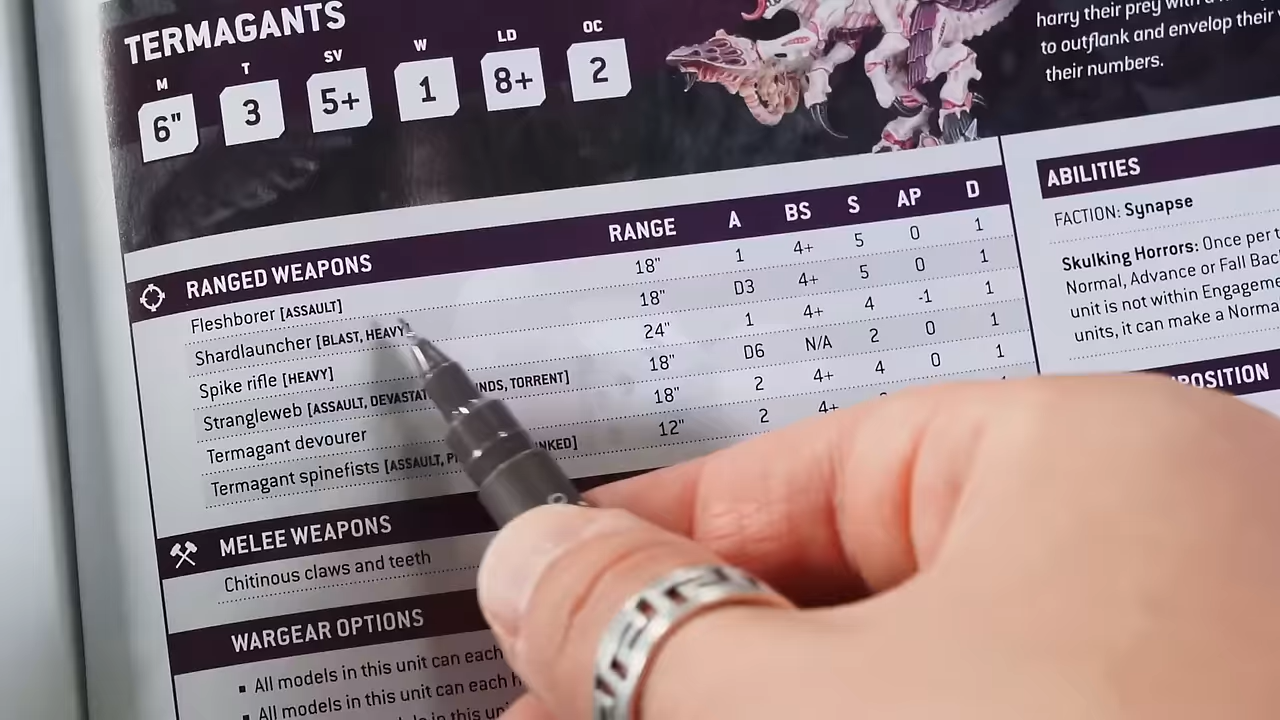 TERMAGANTS
M T SV W LD OC
6" 3 5+ 1 8+ 2
harry their prey with
to outflank and envelop their
their numbers.
RANGED WEAPONS RANGE A BS S AP D
Fleshborer [ASSAULT] 18" 1 4+ 5 0 1
Shardlauncher [BLAST, HEAVY 18" D3 4+ 5 0 1
Spike rifle [HEAVY] 24" 1 4+ 4 -1 1
Strangleweb [ASSAULT, DEVASTAT NDS, TORRENT] 18" D6 N/A 2 0 1
Termagant devourer 18" 2 4+ 4 0 1
Termagant spinefists [ASSAULT, P NKED] 12" 2 4+
MELEE WEAPONS
Chitinous claws and teeth
WARGEAR OPTIONS
▪ All models in this unit can each
▪ All models in this unit can each h
in this un
ABILITIES
FACTION: Synapse
Skulking Horrors: Once per t
Normal, Advance or Fall Bac
unit is not within Engageme
units, it can make a Norma
POSITION